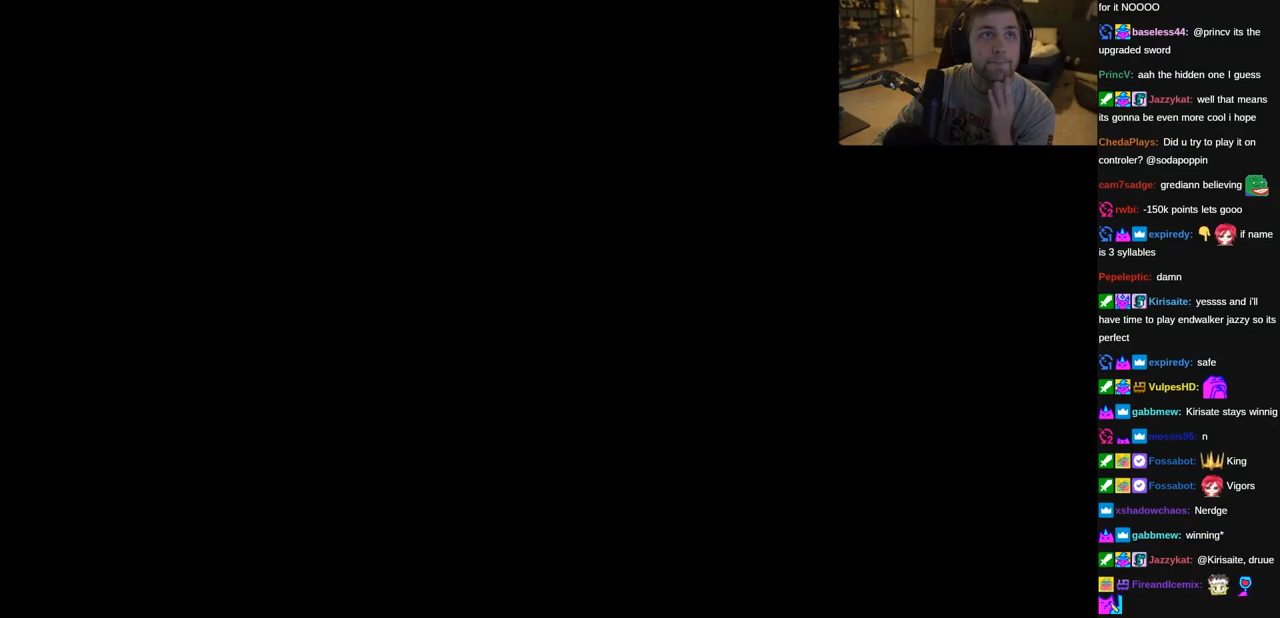 for it NOOOO
baseless44: @princv its the
upgraded sword
PrincV: aah the hidden one I guess
Jazzykat: well that means
its gonna be even more cool i hope
ChedaPlays: Did u try to play it on
controler? @sodapoppin
cam7sadge: grediann believing
rwbi: -150k points lets gooo
expiredy: if name
is 3 syllables
Pepeleptic: damn
Kirisaite: yessss and i'll
have time to play endwalker jazzy so its
perfect
expiredy: safe
VulpesHD:
gabbmew: Kirisate stays winnig
mossis95: n
Fossabot: King
Fossabot: Vigors
xshadowchaos: Nerdge
gabbmew: winning*
Jazzykat: @Kirisaite, druue
FireandIcemix: